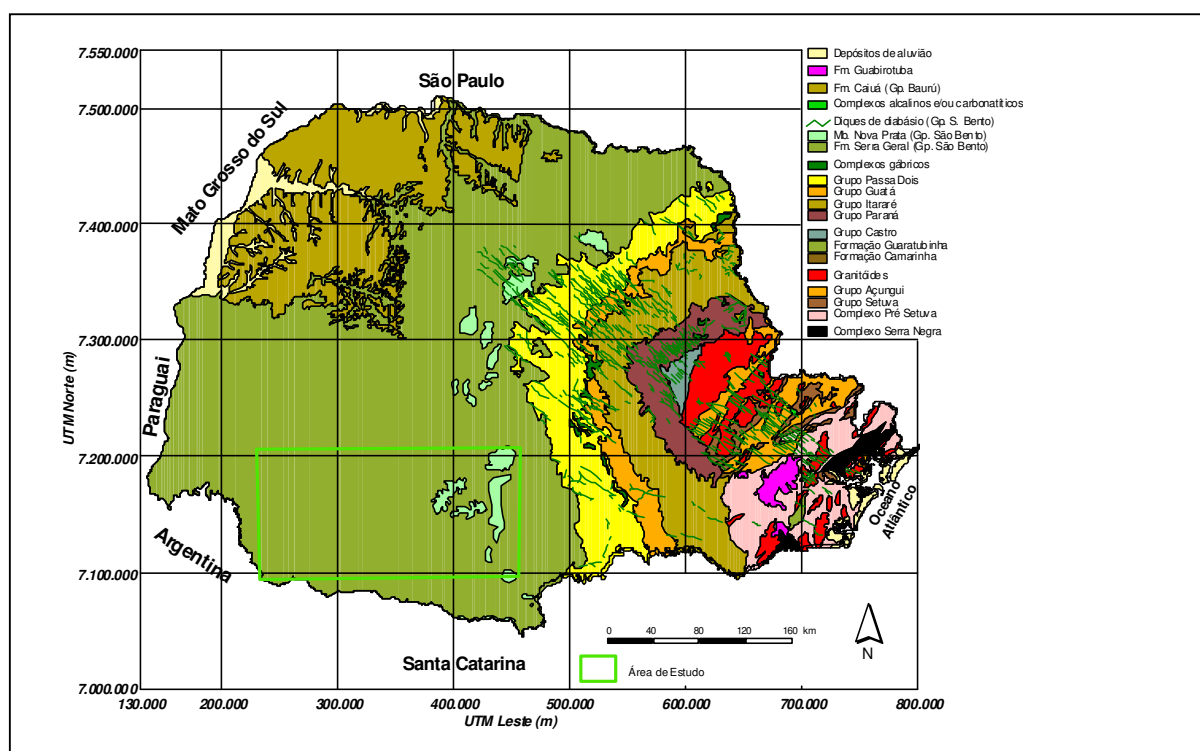 7.550.000
7.500.000
7.400.000
7.300.000
7.200.000
7.100.000
7.000.000
UTM Norte (m)
130.000 200.000 300.000 400.000 500.000 600.000 700.000 800.000
UTM Leste (m)
São Paulo
Mato Grosso do Sul
Paraguai
Argentina
Santa Catarina
Oceano
Atlântico
Depósitos de aluvião
Fm. Guabirotuba
Fm. Caiuá (Gp. Baurú)
Complexos alcalinos e/ou carbonatíticos
Diques de diabásio (Gp. S. Bento)
Mb. Nova Prata (Gp. São Bento)
Fm. Serra Geral (Gp. São Bento)
Complexos gábricos
Grupo Passa Dois
Grupo Guatá
Grupo Itararé
Grupo Paraná
Grupo Castro
Formação Guaratubinha
Formação Camarinha
Granitóides
Grupo Açungui
Grupo Setuva
Complexo Pré Setuva
Complexo Serra Negra
0 40 80 120 160 km
N
Área de Estudo